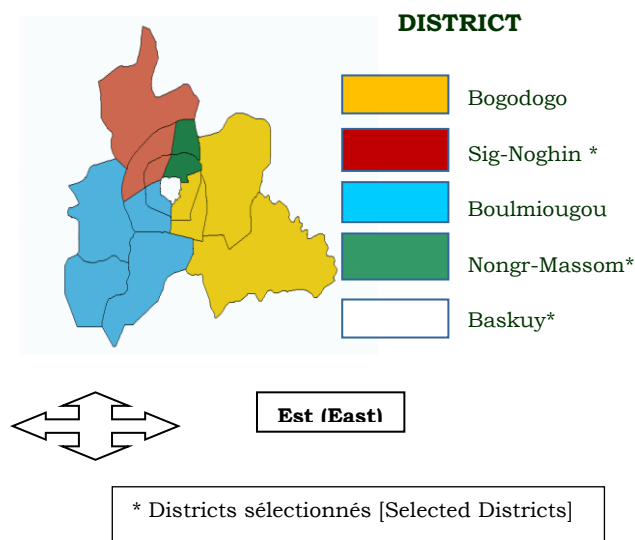 DISTRICT
Bogodogo
Sig-Noghin *
Boulmiougou
Nongr-Massom*
Baskuy*
Est (East)
* Districts sélectionnés [Selected Districts]